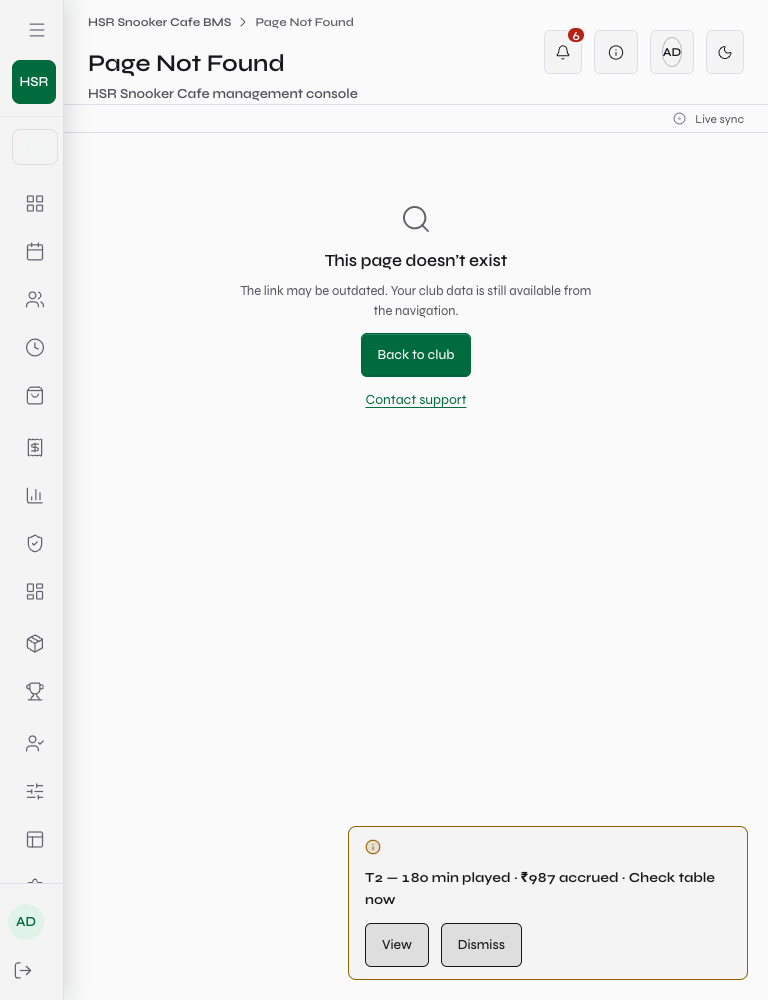 HSR Snooker Cafe BMS > Page Not Found
6
HSR
Page Not Found
AD
HSR Snooker Cafe management console
Live sync
This page doesn't exist
The link may be outdated. Your club data is still available from
the navigation.
Back to club
Contact support
T2 — 180 min played · ₹987 accrued · Check table
now
View
Dismiss
AD